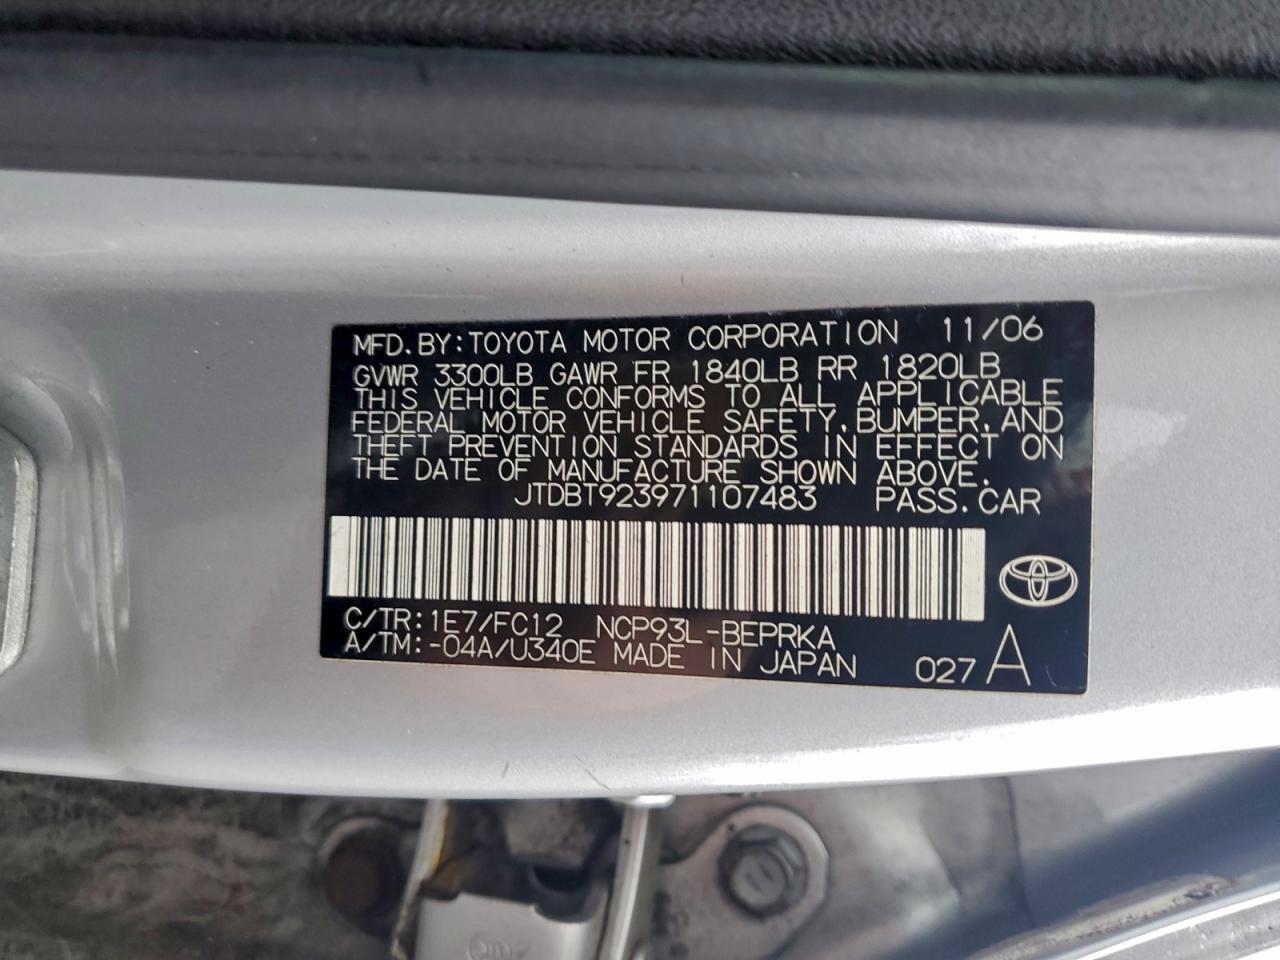 MFD.BY:TOYOTA MOTOR CORPORATION 11/06
GVWR 3300LB GAWR FR 1840LB RR 1820LB
THIS VEHICLE CONFORMS TO ALL APPLICABLE
FEDERAL MOTOR VEHICLE SAFETY,BUMPER,AND
THEFT PREVENTION STANDARDS IN EFFECT ON
THE DATE OF MANUFACTURE SHOWN ABOVE.
JTDBT923971107483 PASS.CAR
C/TR:1E7/FC12 NCP93L-BEPRKA
A/TM:-04A/U340E MADE IN JAPAN 027 A